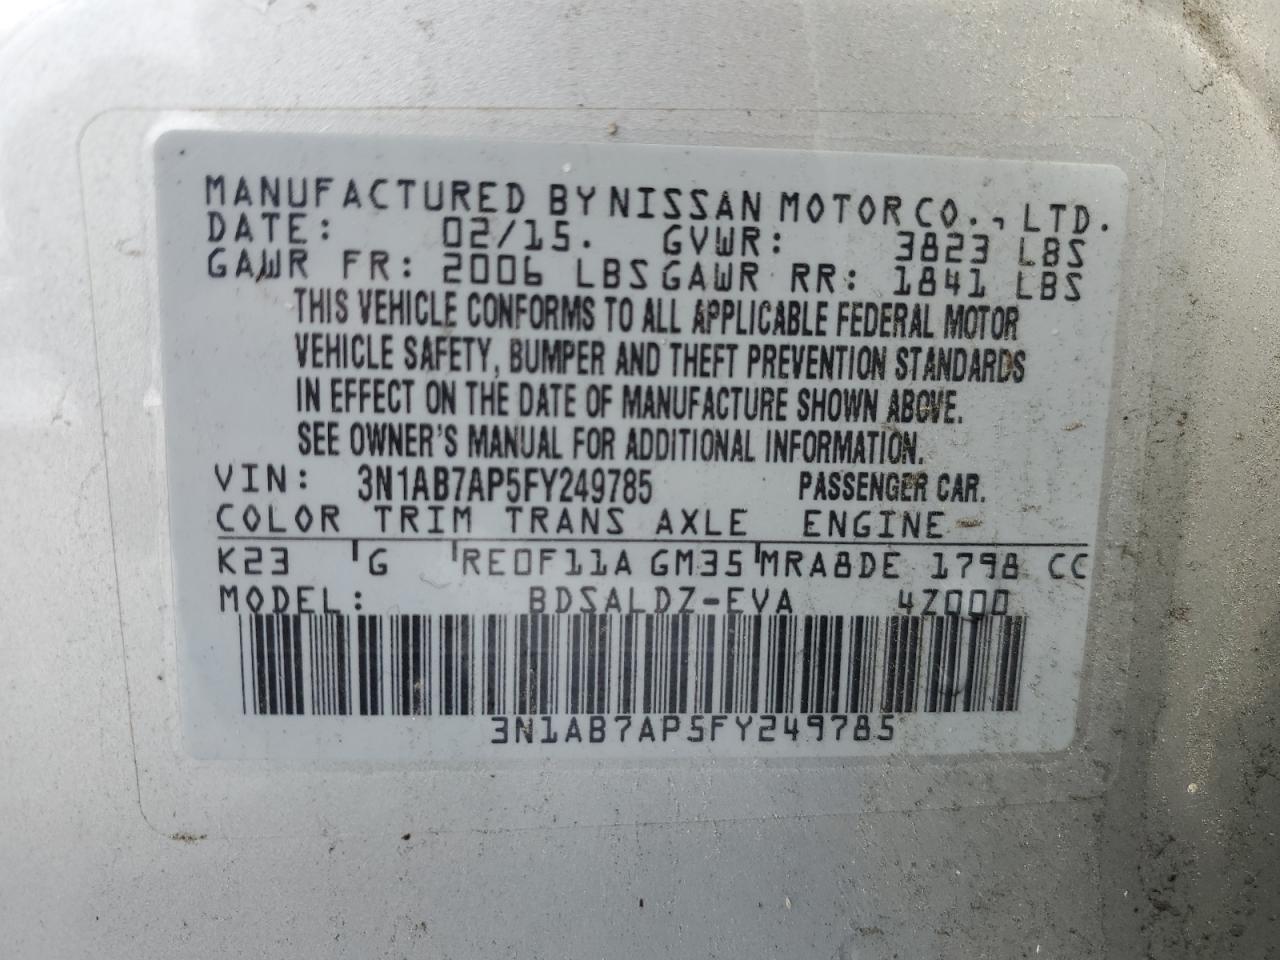 MANUFACTURED BY NISSAN MOTOR CO., LTD.
DATE: 02/15. GVWR: 3823 LBS
GAWR FR: 2006 LBS GAWR RR: 1841 LBS
THIS VEHICLE CONFORMS TO ALL APPLICABLE FEDERAL MOTOR
VEHICLE SAFETY, BUMPER AND THEFT PREVENTION STANDARDS
IN EFFECT ON THE DATE OF MANUFACTURE SHOWN ABOVE.
SEE OWNER'S MANUAL FOR ADDITIONAL INFORMATION.
VIN: 3N1AB7AP5FY249785 PASSENGER CAR.
COLOR TRIM TRANS AXLE ENGINE
K23 G RE0F11A GM35 MRA8DE 1798 CC
MODEL: BDSALDZ-EVA 4Z000
3N1AB7AP5FY249785